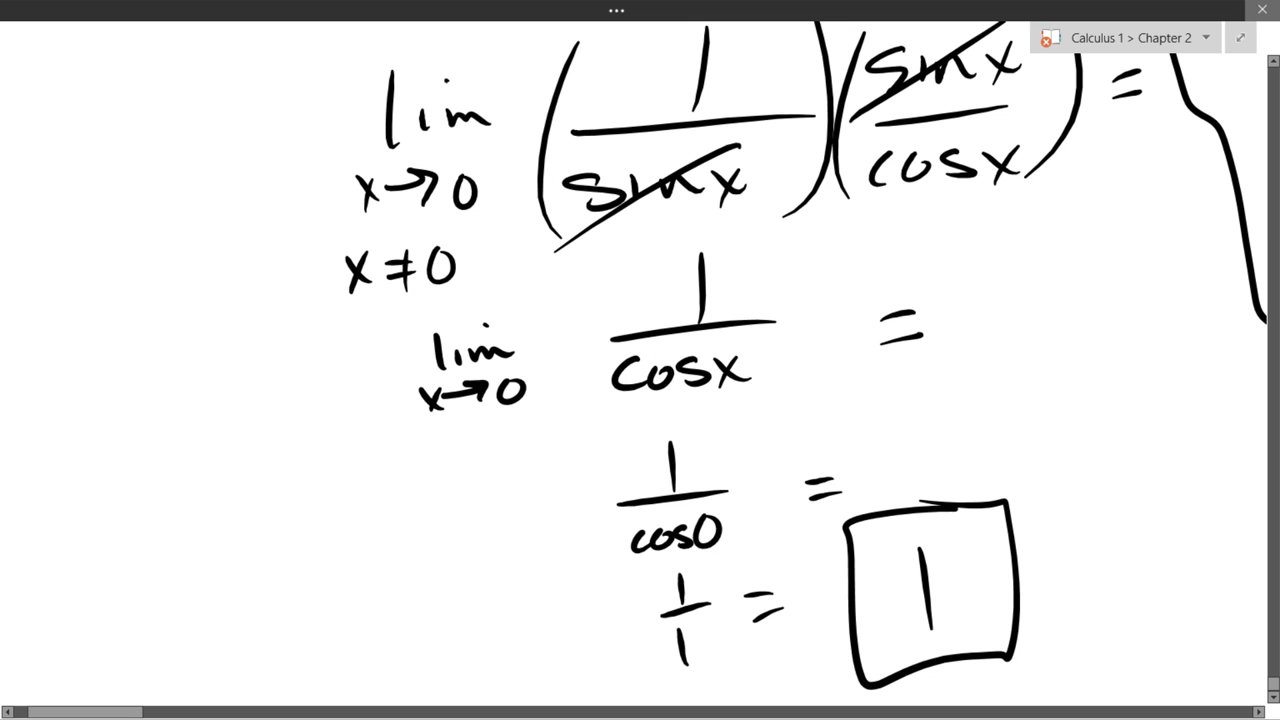 Calculus 1 > Chapter 2
lim x→0 (1/sinx)(sinx/cosx) =
x≠0
lim x→0 1/cosx =
1/cos0 =
1/1 = 1